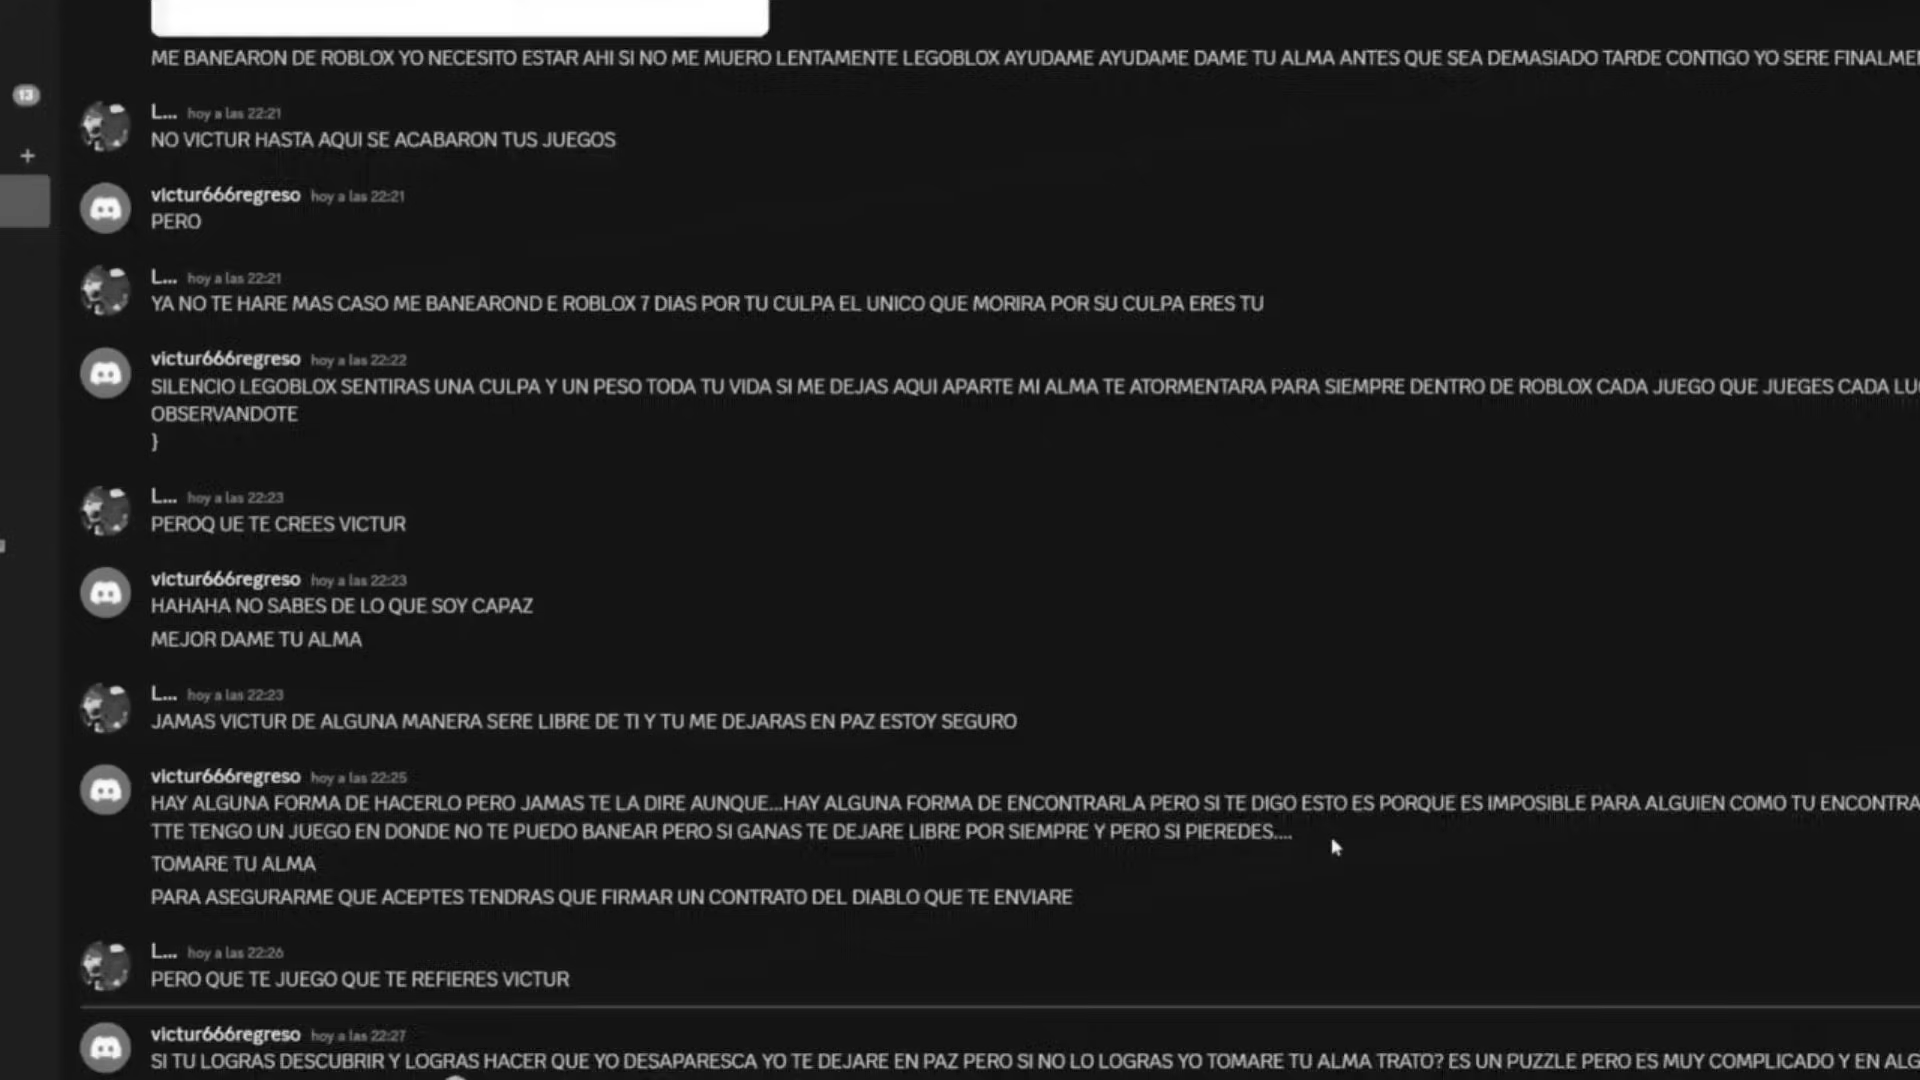 ME BANEARON DE ROBLOX YO NECESITO ESTAR AHI SI NO ME MUERO LENTAMENTE LEGOBLOX AYUDAME AYUDAME DAME TU ALMA ANTES QUE SEA DEMASIADO TARDE CONTIGO YO SERE
13
L... hoy a las 22:21
NO VICTUR HASTA AQUI SE ACABARON TUS JUEGOS
+
victur666regreso hoy a las 22:21
PERO
L... hoy a las 22:21
YA NO TE HARE MAS CASO ME BANEAROND E ROBLOX 7 DIAS POR TU CULPA EL UNICO QUE MORIRA POR SU CULPA ERES TU
victur666regreso hoy a las 22:22
SILENCIO LEGOBLOX SENTIRAS UNA CULPA Y UN PESO TODA TU VIDA SI ME DEJAS AQUI APARTE MI ALMA TE ATORMENTARA PARA SIEMPRE DENTRO DE ROBLOX CADA JUEGO QUE JUEGES CADA
OBSERVANDOTE
}
L... hoy a las 22:23
PEROQ UE TE CREES VICTUR
victur666regreso hoy a las 22:23
HAHAHA NO SABES DE LO QUE SOY CAPAZ
MEJOR DAME TU ALMA
L... hoy a las 22:23
JAMAS VICTUR DE ALGUNA MANERA SERE LIBRE DE TI Y TU ME DEJARAS EN PAZ ESTOY SEGURO
victur666regreso hoy a las 22:25
HAY ALGUNA FORMA DE HACERLO PERO JAMAS TE LA DIRE AUNQUE...HAY ALGUNA FORMA DE ENCONTRARLA PERO SI TE DIGO ESTO ES PORQUE ES IMPOSIBLE PARA ALGUIEN COMO TU
TTE TENGO UN JUEGO EN DONDE NO TE PUEDO BANEAR PERO SI GANAS TE DEJARE LIBRE POR SIEMPRE Y PERO SI PIEREDES....
TOMARE TU ALMA
PARA ASEGURARME QUE ACEPTES TENDRAS QUE FIRMAR UN CONTRATO DEL DIABLO QUE TE ENVIARE
L... hoy a las 22:26
PERO QUE TE JUEGO QUE TE REFIERES VICTUR
victur666regreso hoy a las 22:27
SI TU LOGRAS DESCUBRIR Y LOGRAS HACER QUE YO DESAPARESCA YO TE DEJARE EN PAZ PERO SI NO LO LOGRAS YO TOMARE TU ALMA TRATO? ES UN PUZZLE PERO ES MUY COMPLICADO Y EN